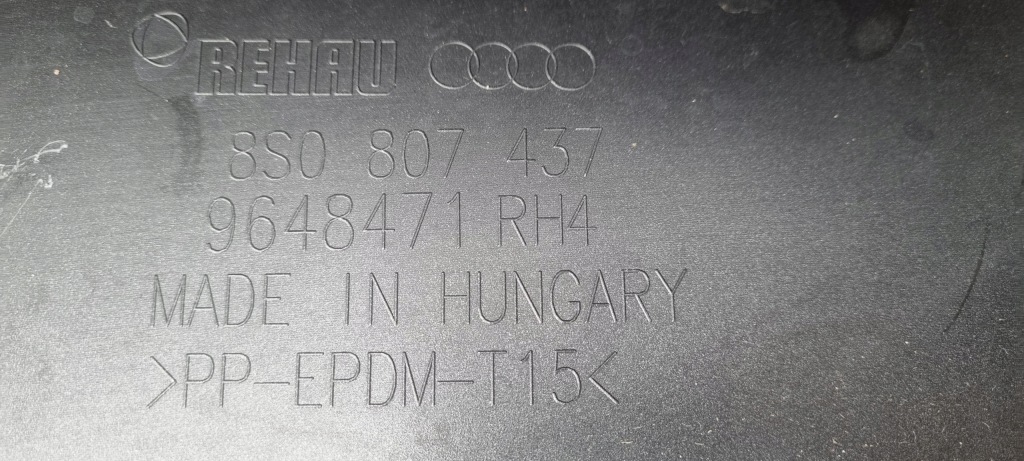 REHAU
8S0 807 437
9648471 RH4
MADE IN HUNGARY
>PP-EPDM-T15<